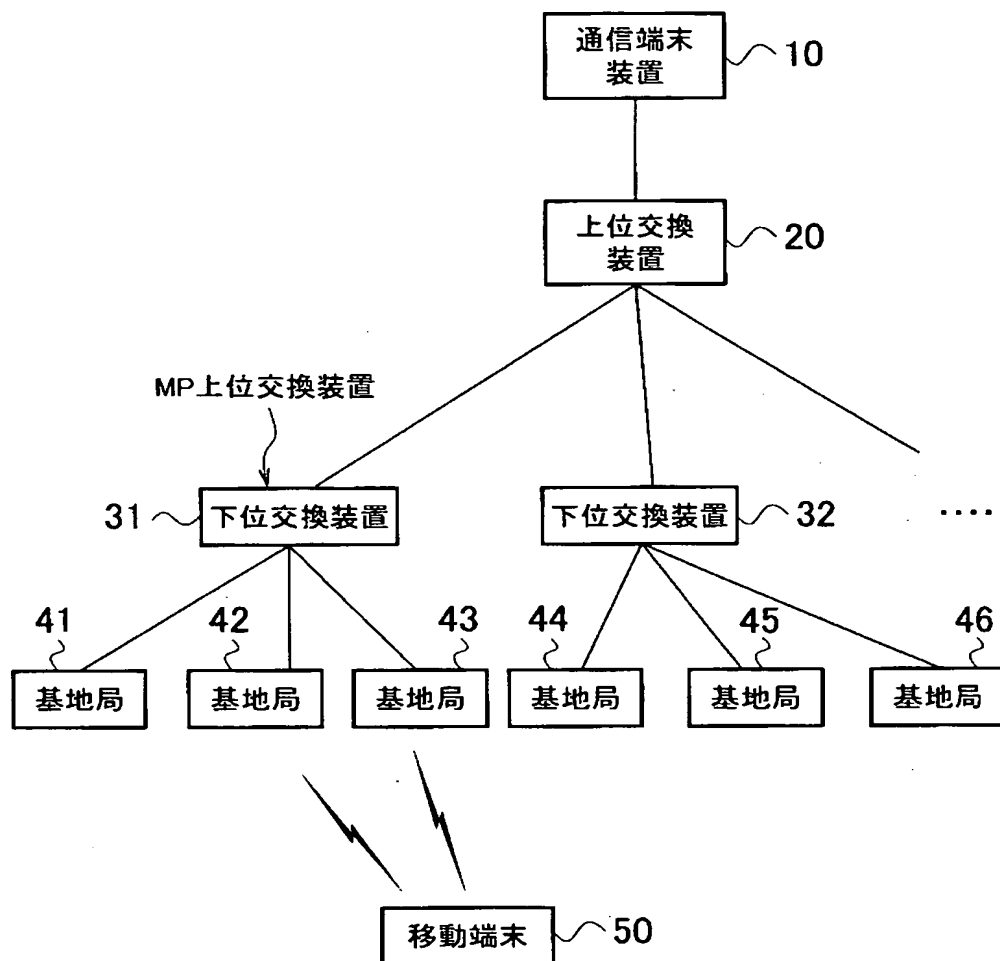 通信端末
装置
10
上位交換
装置
20
MP上位交換装置
31
下位交換装置
下位交換装置
32
････
41
42
43
44
45
46
基地局
基地局
基地局
基地局
基地局
基地局
移動端末
50